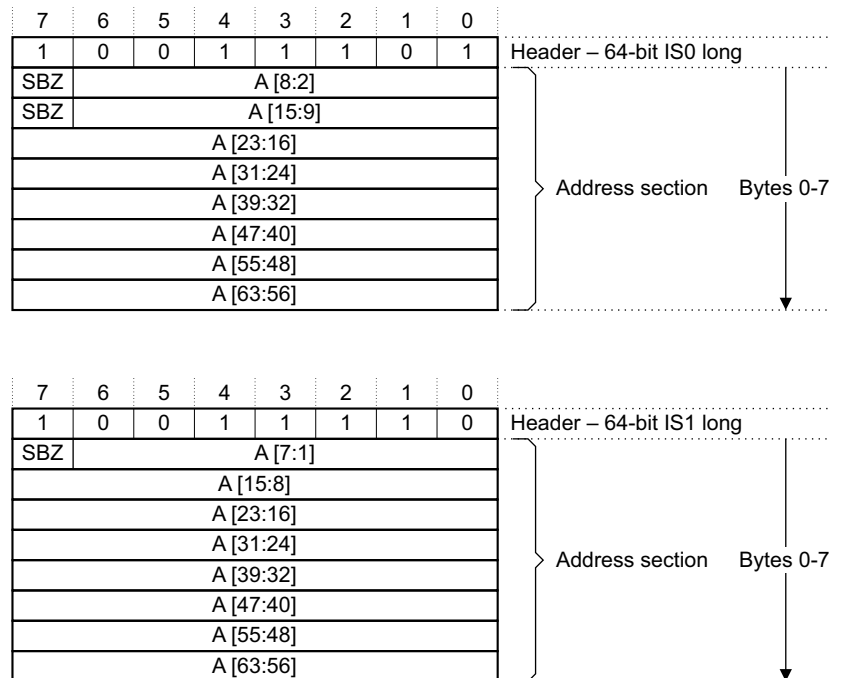 7 6 5 4 3 2 1 0
1 0 0 1 1 1 0 1 Header – 64-bit IS0 long
SBZ A [8:2]
SBZ A [15:9]
A [23:16]
A [31:24]
A [39:32] Address section Bytes 0-7
A [47:40]
A [55:48]
A [63:56]
7 6 5 4 3 2 1 0
1 0 0 1 1 1 1 0 Header – 64-bit IS1 long
SBZ A [7:1]
A [15:8]
A [23:16]
A [31:24] Address section Bytes 0-7
A [39:32]
A [47:40]
A [55:48]
A [63:56]